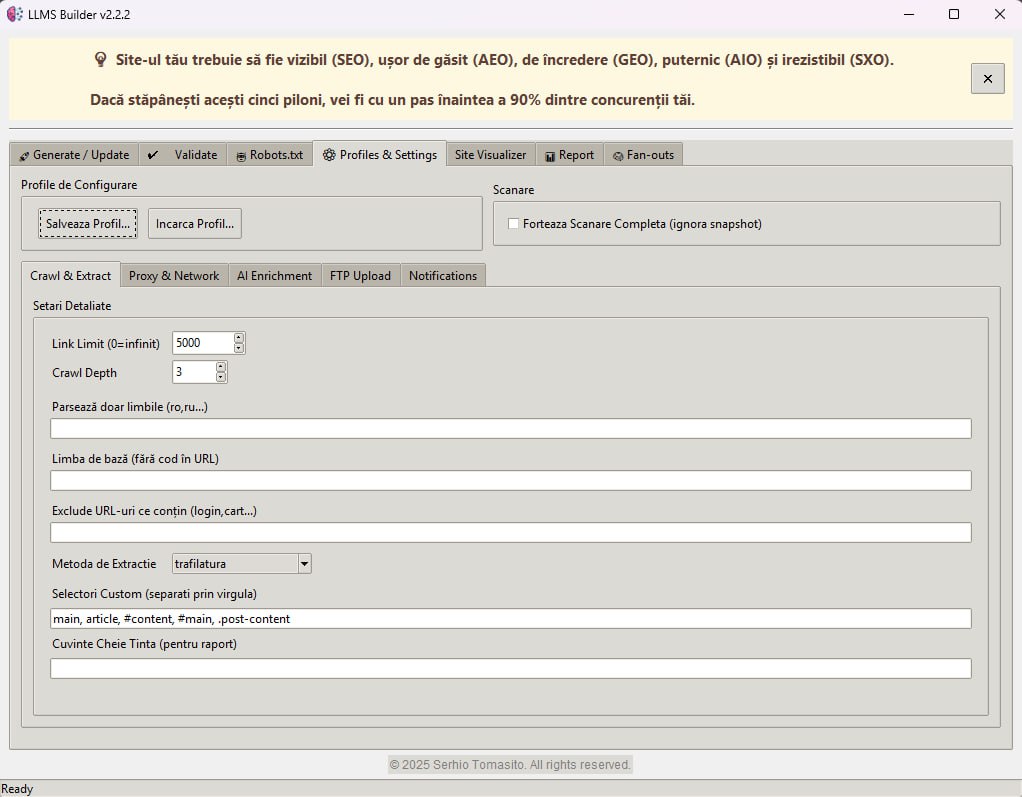 LLMS Builder v2.2.2
Site-ul tău trebuie să fie vizibil (SEO), ușor de găsit (AEO), de încredere (GEO), puternic (AIO) și irezistibil (SXO).
Dacă stăpânești acești cinci piloni, vei fi cu un pas înaintea a 90% dintre concurenții tăi.
Generate / Update Validate Robots.txt Profiles & Settings Site Visualizer Report Fan-outs
Profile de Configurare
Scanare
Salveaza Profil... Incarca Profil...
Forteaza Scanare Completa (ignora snapshot)
Crawl & Extract Proxy & Network AI Enrichment FTP Upload Notifications
Setari Detaliate
Link Limit (0=infinit) 5000
Crawl Depth 3
Parsează doar limbile (ro,ru...)
Limba de bază (fără cod în URL)
Exclude URL-uri ce conțin (login,cart...)
Metoda de Extractie trafilatura
Selectori Custom (separati prin virgula)
main, article, #content, #main, .post-content
Cuvinte Cheie Tinta (pentru raport)
© 2025 Serhio Tomasito. All rights reserved.
Ready